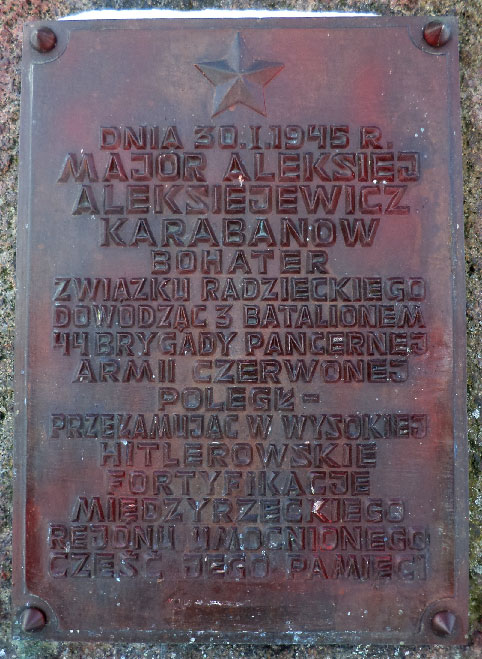 DNIA 30.I.1945 R.
MAJOR ALEKSIEJ
ALEKSIEJEWICZ
KARABANOW
BOHATER
ZWIĄZKU RADZIECKIEGO
DOWODZĄC 3 BATALIONEM
44 BRYGADY PANCERNEJ
ARMII CZERWONEJ
POLEGŁ-
PRZEŁAMUJĄC W WYSOKIEJ
HITLEROWSKIE
FORTYFIKACJE
MIĘDZYRZECKIEGO
REJONU UMOCNIONEGO
CZEŚĆ JEGO PAMIĘCI